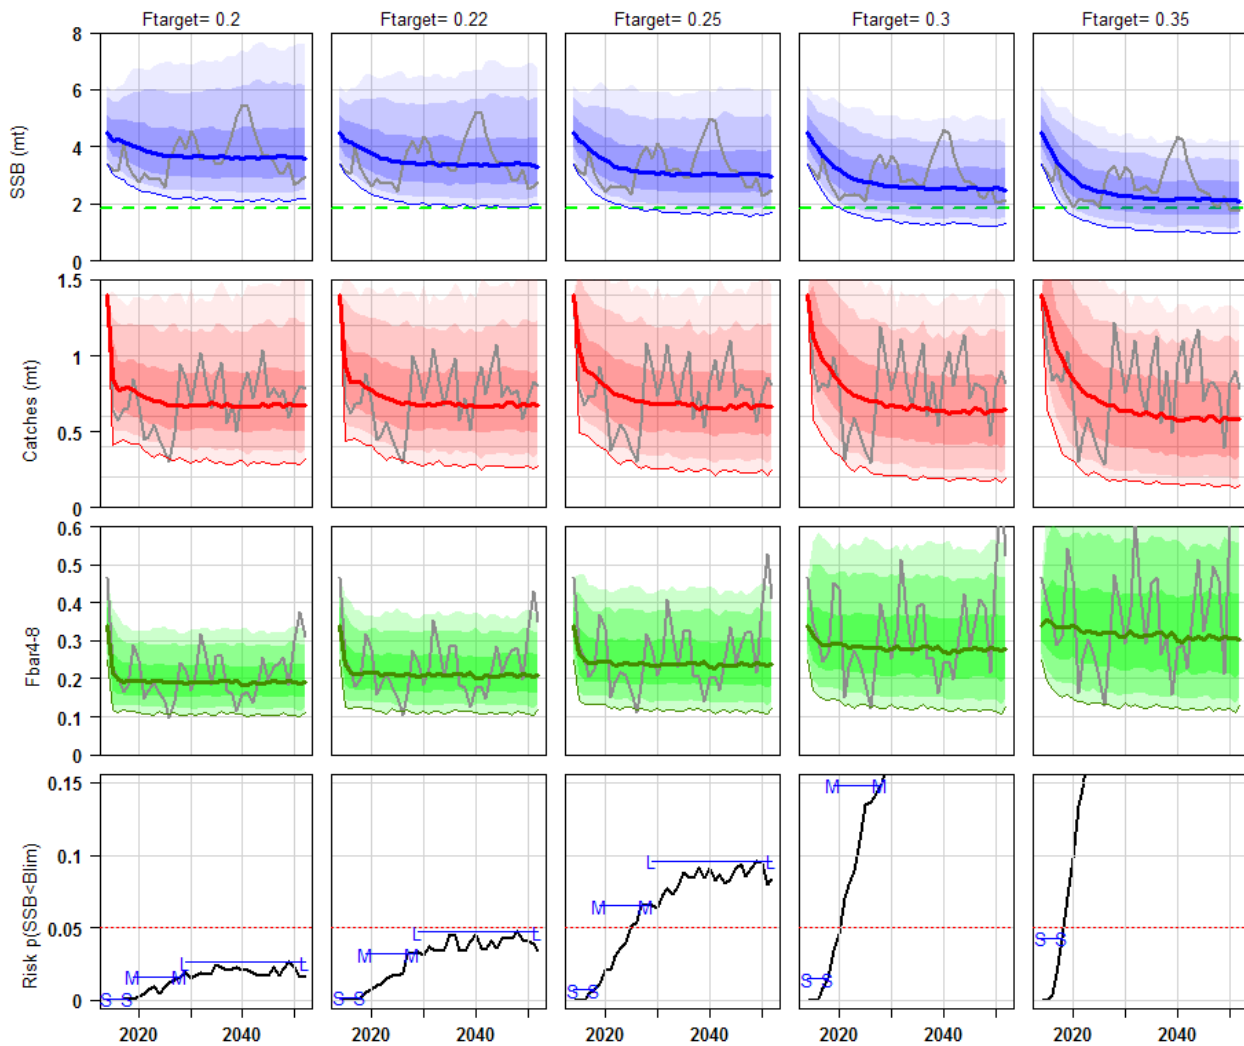 Ftarget= 0.2 Ftarget= 0.22 Ftarget= 0.25 Ftarget= 0.3 Ftarget= 0.35
SSB (mt)
8
6
4
2
0
Catches (mt)
1.5
1
0.5
0
Fbar4-8
0.6
0.5
0.4
0.3
0.2
0.1
0
Risk p(SSB<Blim)
0.15
0.1
0.05
0
S S M M L L
S S M M L L
S S M M L L
S S M M
S S
2020 2040 2020 2040 2020 2040 2020 2040 2020 2040